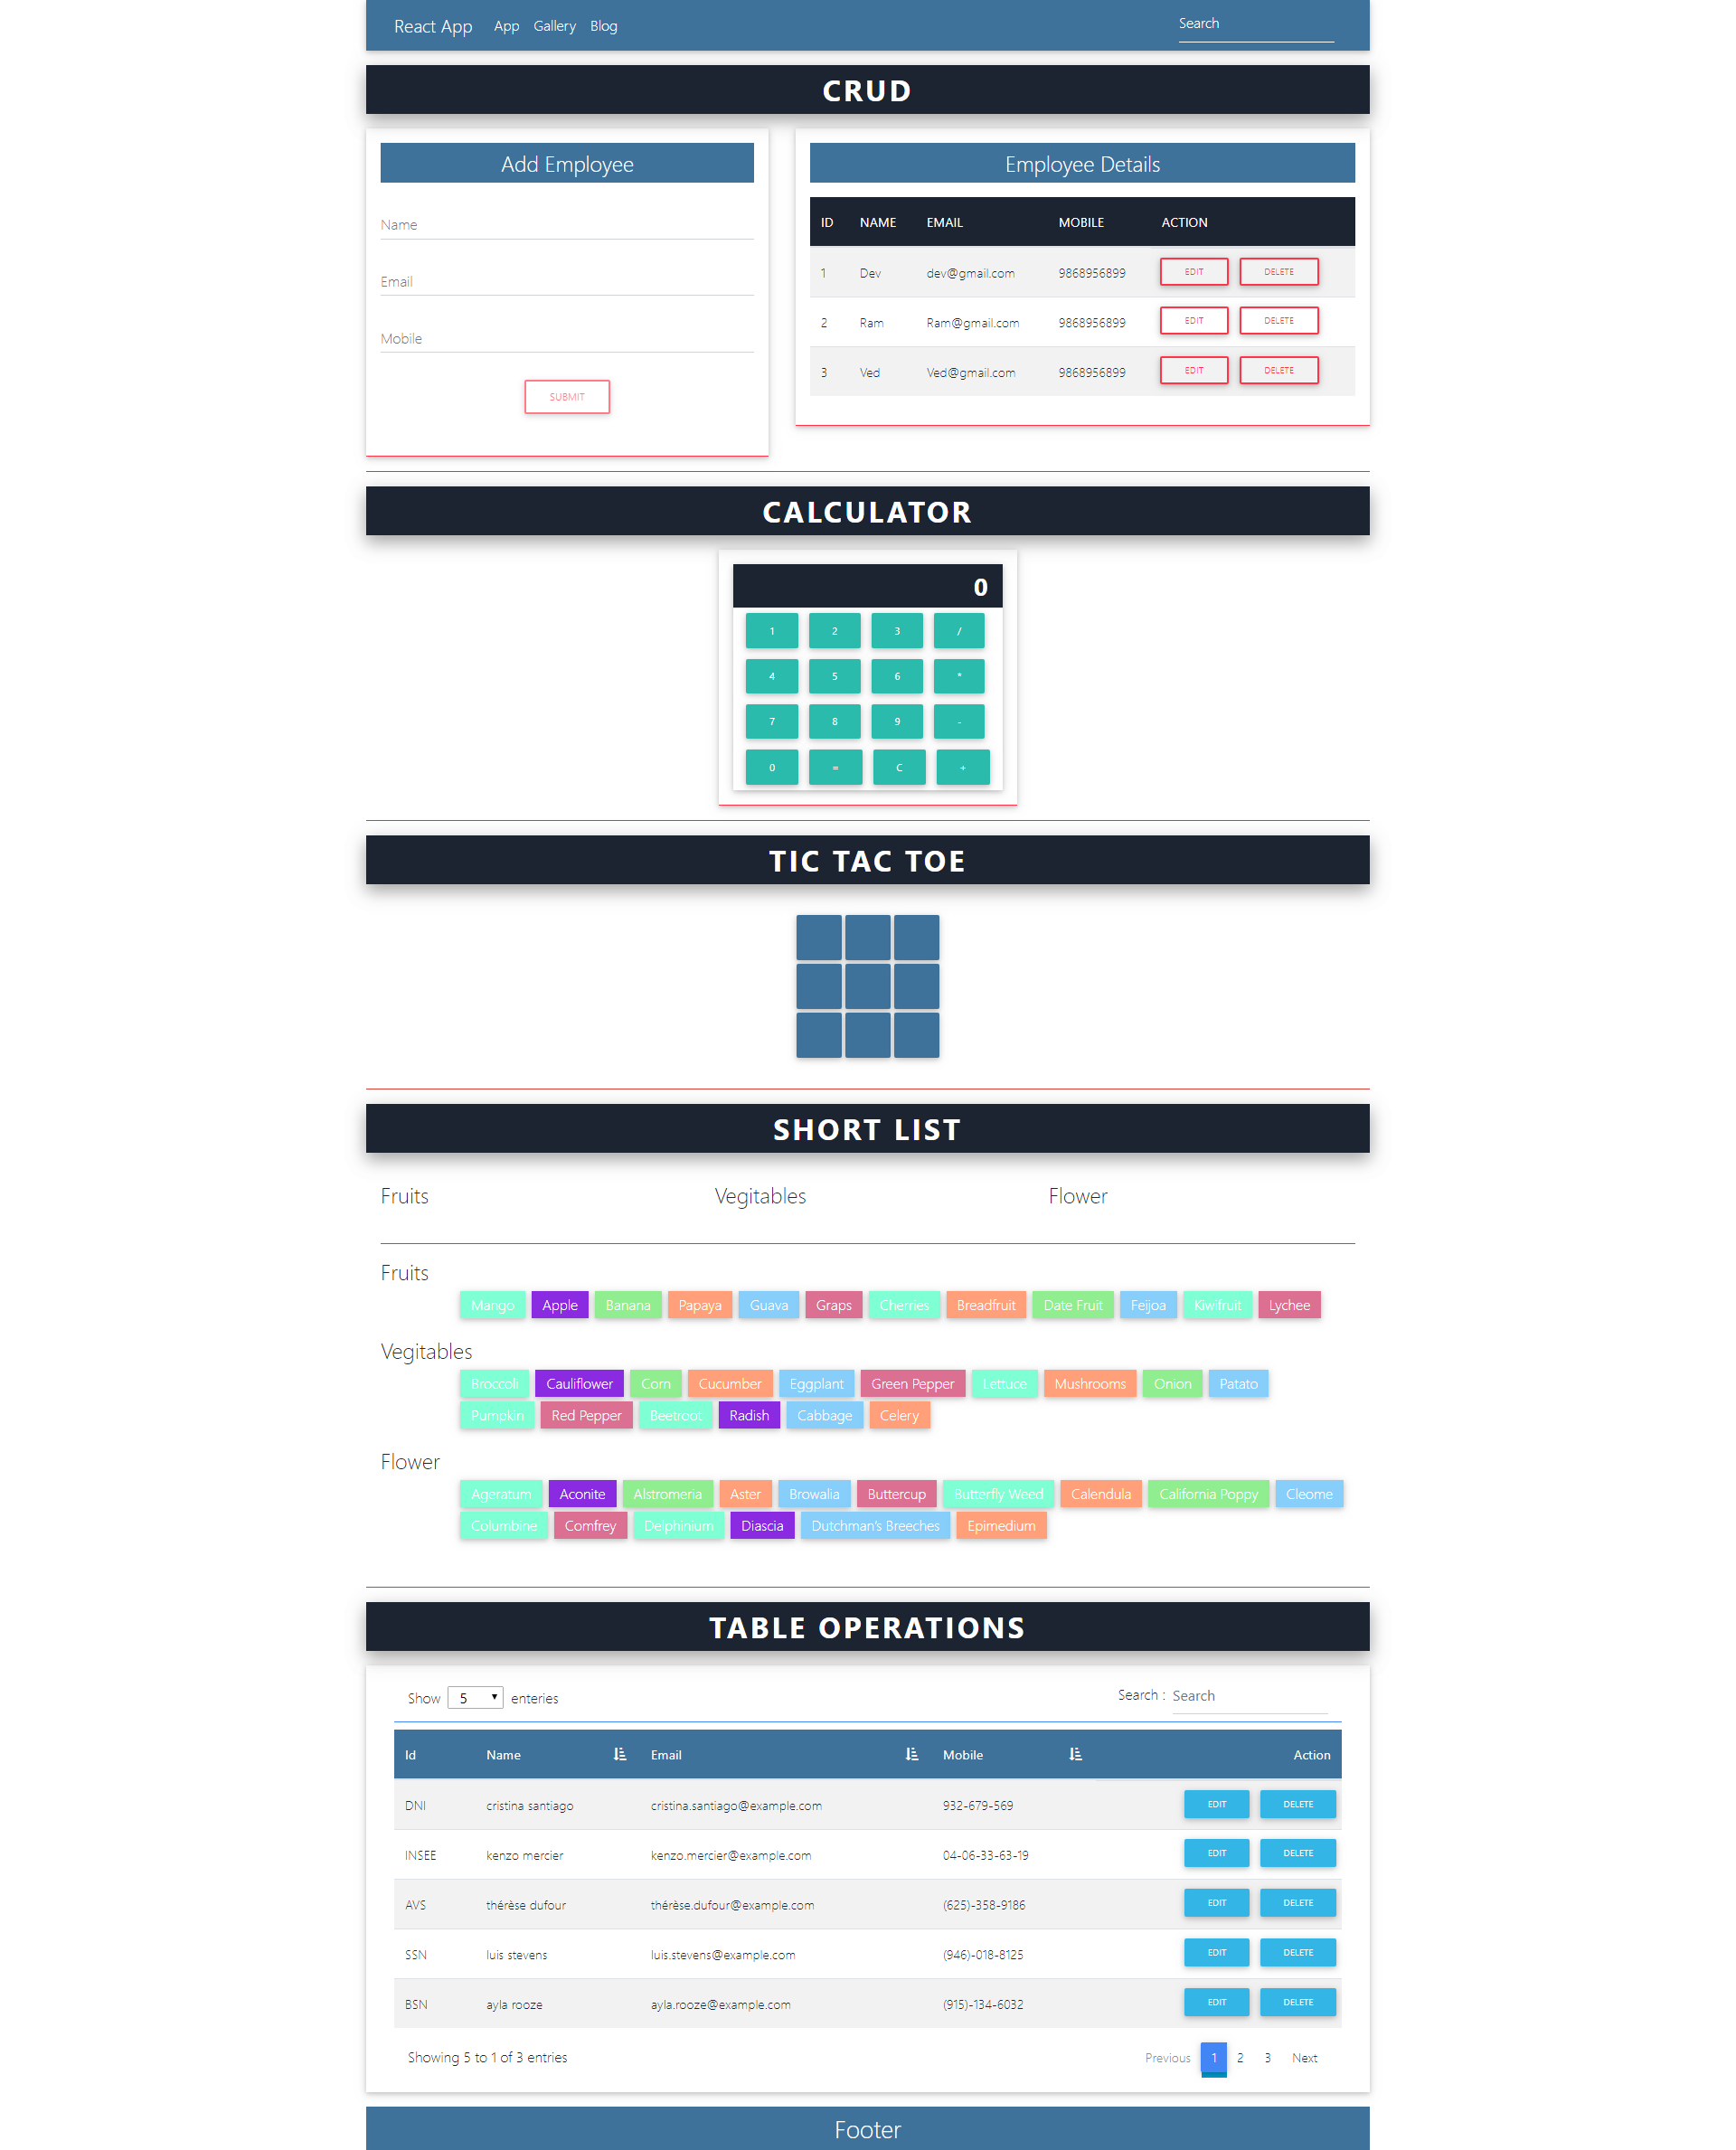 React App App Gallery Blog Search
CRUD
Add Employee
Name
Email
Mobile
SUBMIT
Employee Details
ID NAME EMAIL MOBILE ACTION
1 Dev dev@gmail.com 9868956899 EDIT DELETE
2 Ram Ram@gmail.com 9868956899 EDIT DELETE
3 Ved Ved@gmail.com 9868956899 EDIT DELETE
CALCULATOR
0
1 2 3 /
4 5 6 *
7 8 9 -
0 = C +
TIC TAC TOE
SHORT LIST
Fruits Vegitables Flower
Fruits
Mango Apple Banana Papaya Guava Graps Cherries Breadfruit Date Fruit Feijoa Kiwifruit Lychee
Vegitables
Broccoli Cauliflower Corn Cucumber Eggplant Green Pepper Lettuce Mushrooms Onion Patato
Pumpkin Red Pepper Beetroot Radish Cabbage Celery
Flower
Ageratum Aconite Alstromeria Aster Browalia Buttercup Butterfly Weed Calendula California Poppy Cleome
Columbine Comfrey Delphinium Diascia Dutchman's Breeches Epimedium
TABLE OPERATIONS
Show 5 enteries Search : Search
Id Name Email Mobile Action
DNI cristina santiago cristina.santiago@example.com 932-679-569 EDIT DELETE
INSEE kenzo mercier kenzo.mercier@example.com 04-06-33-63-19 EDIT DELETE
AVS thérèse dufour thérèse.dufour@example.com (625)-358-9186 EDIT DELETE
SSN luis stevens luis.stevens@example.com (946)-018-8125 EDIT DELETE
BSN ayla rooze ayla.rooze@example.com (915)-134-6032 EDIT DELETE
Showing 5 to 1 of 3 entries Previous 1 2 3 Next
Footer